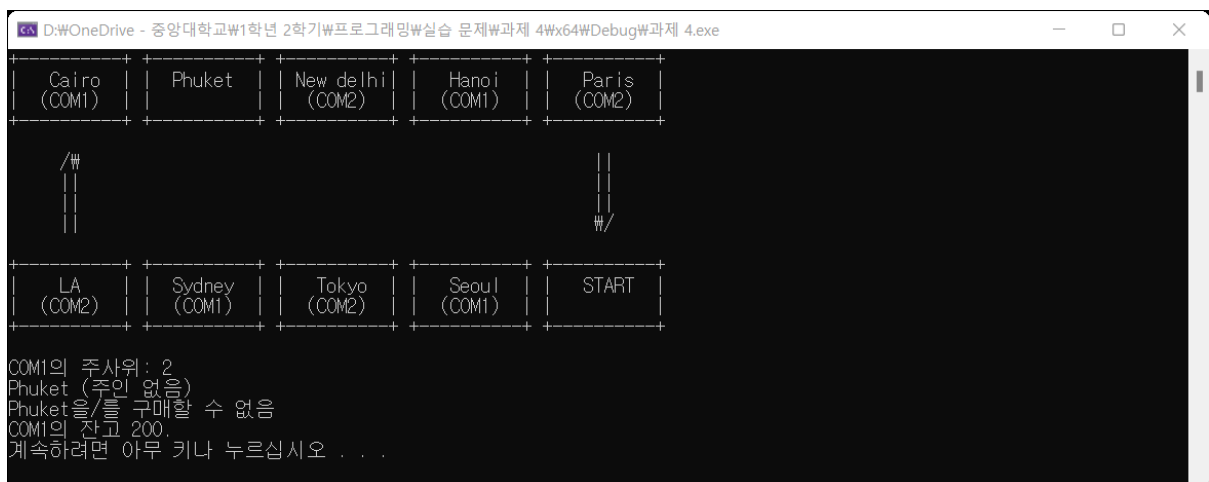 D:₩OneDrive - 중앙대학교₩1학년 2학기₩프로그래밍₩실습 문제₩과제 4₩x64₩Debug₩과제 4.exe
+----------+ +----------+ +----------+ +----------+ +----------+
|   Cairo  | |  Phuket  | | New delhi| |   Hanoi  | |   Paris  |
|  (COM1)  | |          | |  (COM2)  | |  (COM1)  | |  (COM2)  |
+----------+ +----------+ +----------+ +----------+ +----------+
/₩ ||
|| ||
|| ||
|| ₩/
+----------+ +----------+ +----------+ +----------+ +----------+
|    LA    | |  Sydney  | |   Tokyo  | |   Seoul  | |   START  |
|  (COM2)  | |  (COM1)  | |  (COM2)  | |  (COM1)  | |          |
+----------+ +----------+ +----------+ +----------+ +----------+
COM1의 주사위: 2
Phuket (주인 없음)
Phuket을/를 구매할 수 없음
COM1의 잔고 200.
계속하려면 아무 키나 누르십시오 . . .